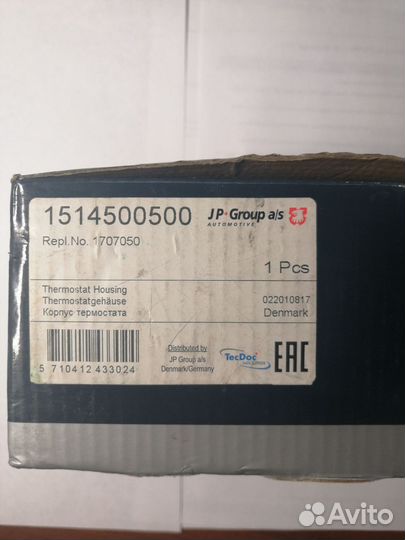 1514500500
JP Group a/s
AUTOMOTIVE
Repl.No. 1707050
1 Pcs
Thermostat Housing
Thermostatgehäuse
Корпус термостата
022010817
Denmark
5 710412 433024
Distributed by
JP Group a/s
Denmark/Germany
TecDoc
EAC
Avito